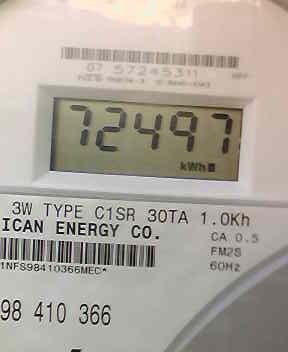 07 57245311
72497
kWh
3W TYPE C1SR 30TA 1.0Kh
ICAN ENERGY CO.
CA 0.5
FM2S
60Hz
1NFS98410366MEC*
98 410 366